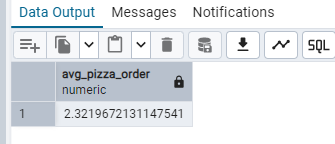 Data Output Messages Notifications
SQL
avg_pizza_order
numeric
1 2.3219672131147541